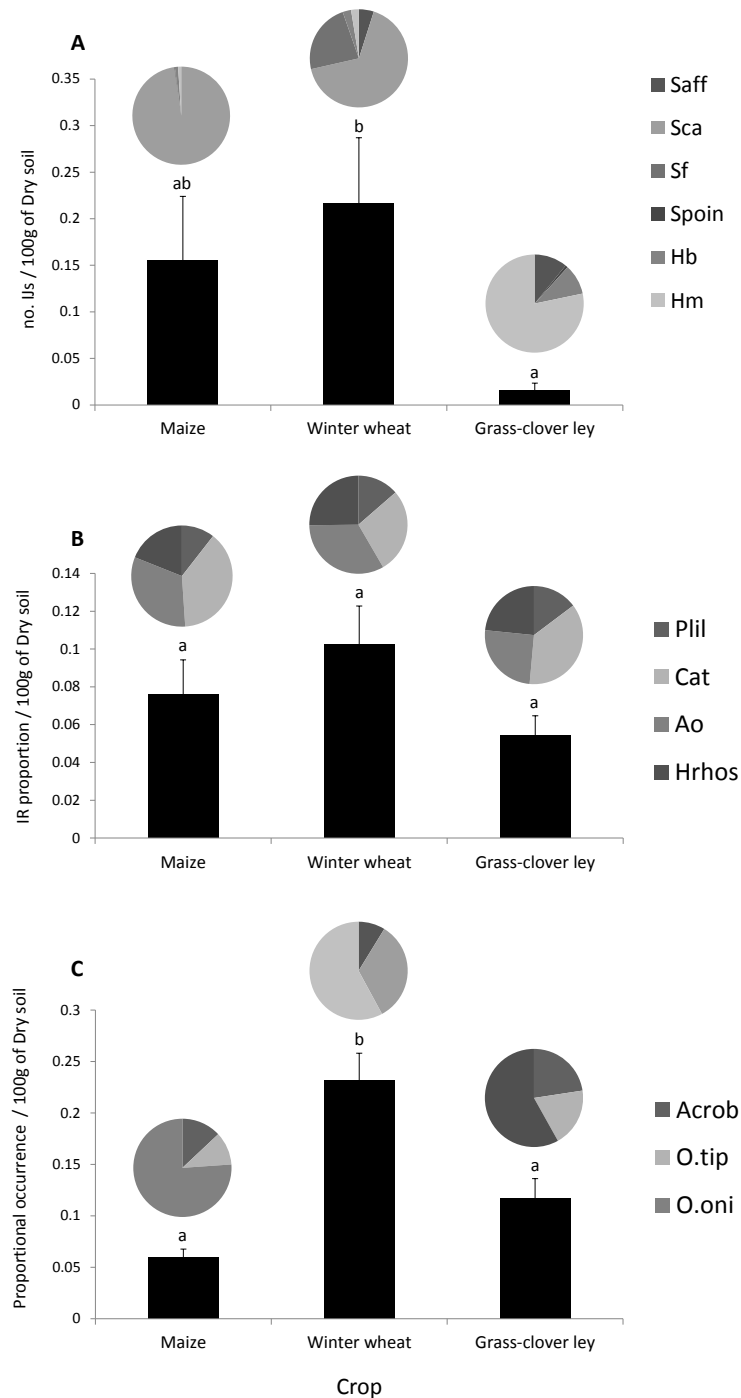 A
0.35
0.3
0.25
0.2
0.15
0.1
0.05
0
no. IJs / 100g of Dry soil
ab
b
a
Maize Winter wheat Grass-clover ley
Saff
Sca
Sf
Spoin
Hb
Hm
B
0.14
0.12
0.1
0.08
0.06
0.04
0.02
0
IR proportion / 100g of Dry soil
a
a
a
Maize Winter wheat Grass-clover ley
Plil
Cat
Ao
Hrhos
C
0.3
0.25
0.2
0.15
0.1
0.05
0
Proportional occurrence / 100g of Dry soil
a
b
a
Maize Winter wheat Grass-clover ley
Acrob
O.tip
O.oni
Crop